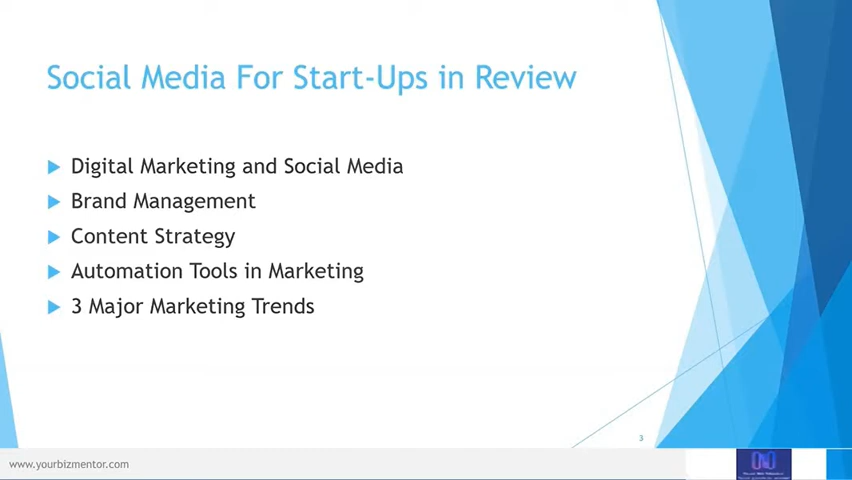 Social Media For Start-Ups in Review
Digital Marketing and Social Media
Brand Management
Content Strategy
Automation Tools in Marketing
3 Major Marketing Trends
3
www.yourbizmentor.com